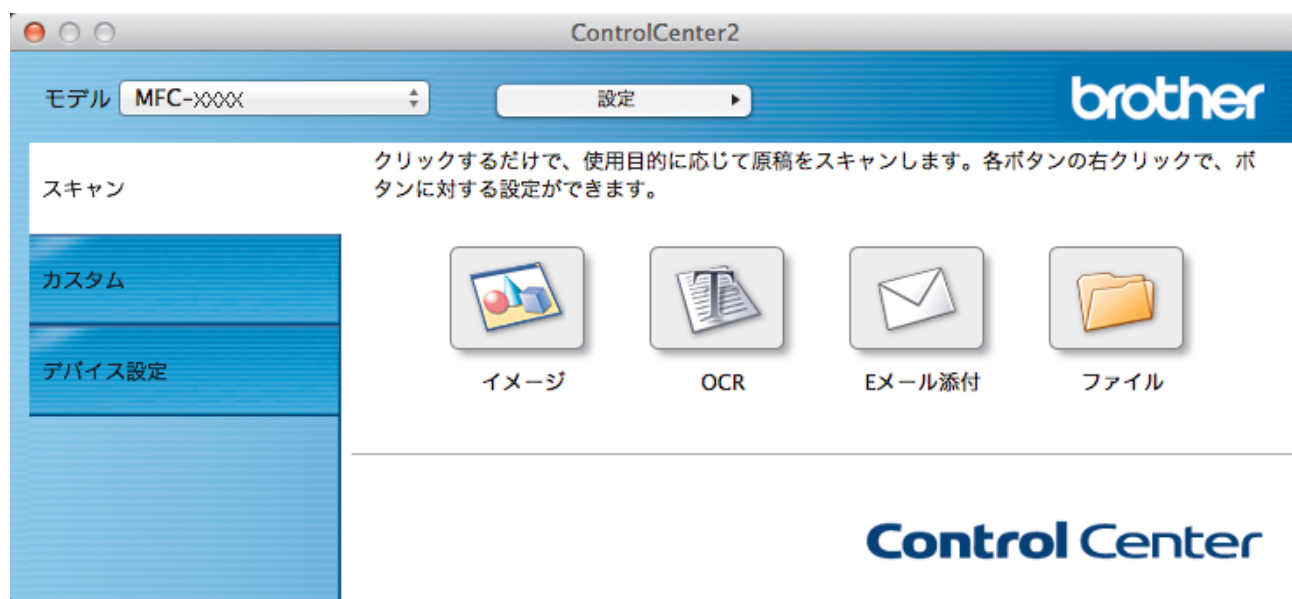 ControlCenter2
モデル MFC-XXXX 設定
brother
クリックするだけで、使用目的に応じて原稿をスキャンします。各ボタンの右クリックで、ボ
タンに対する設定ができます。
スキャン
カスタム
デバイス設定
イメージ OCR Eメール添付 ファイル
Control Center